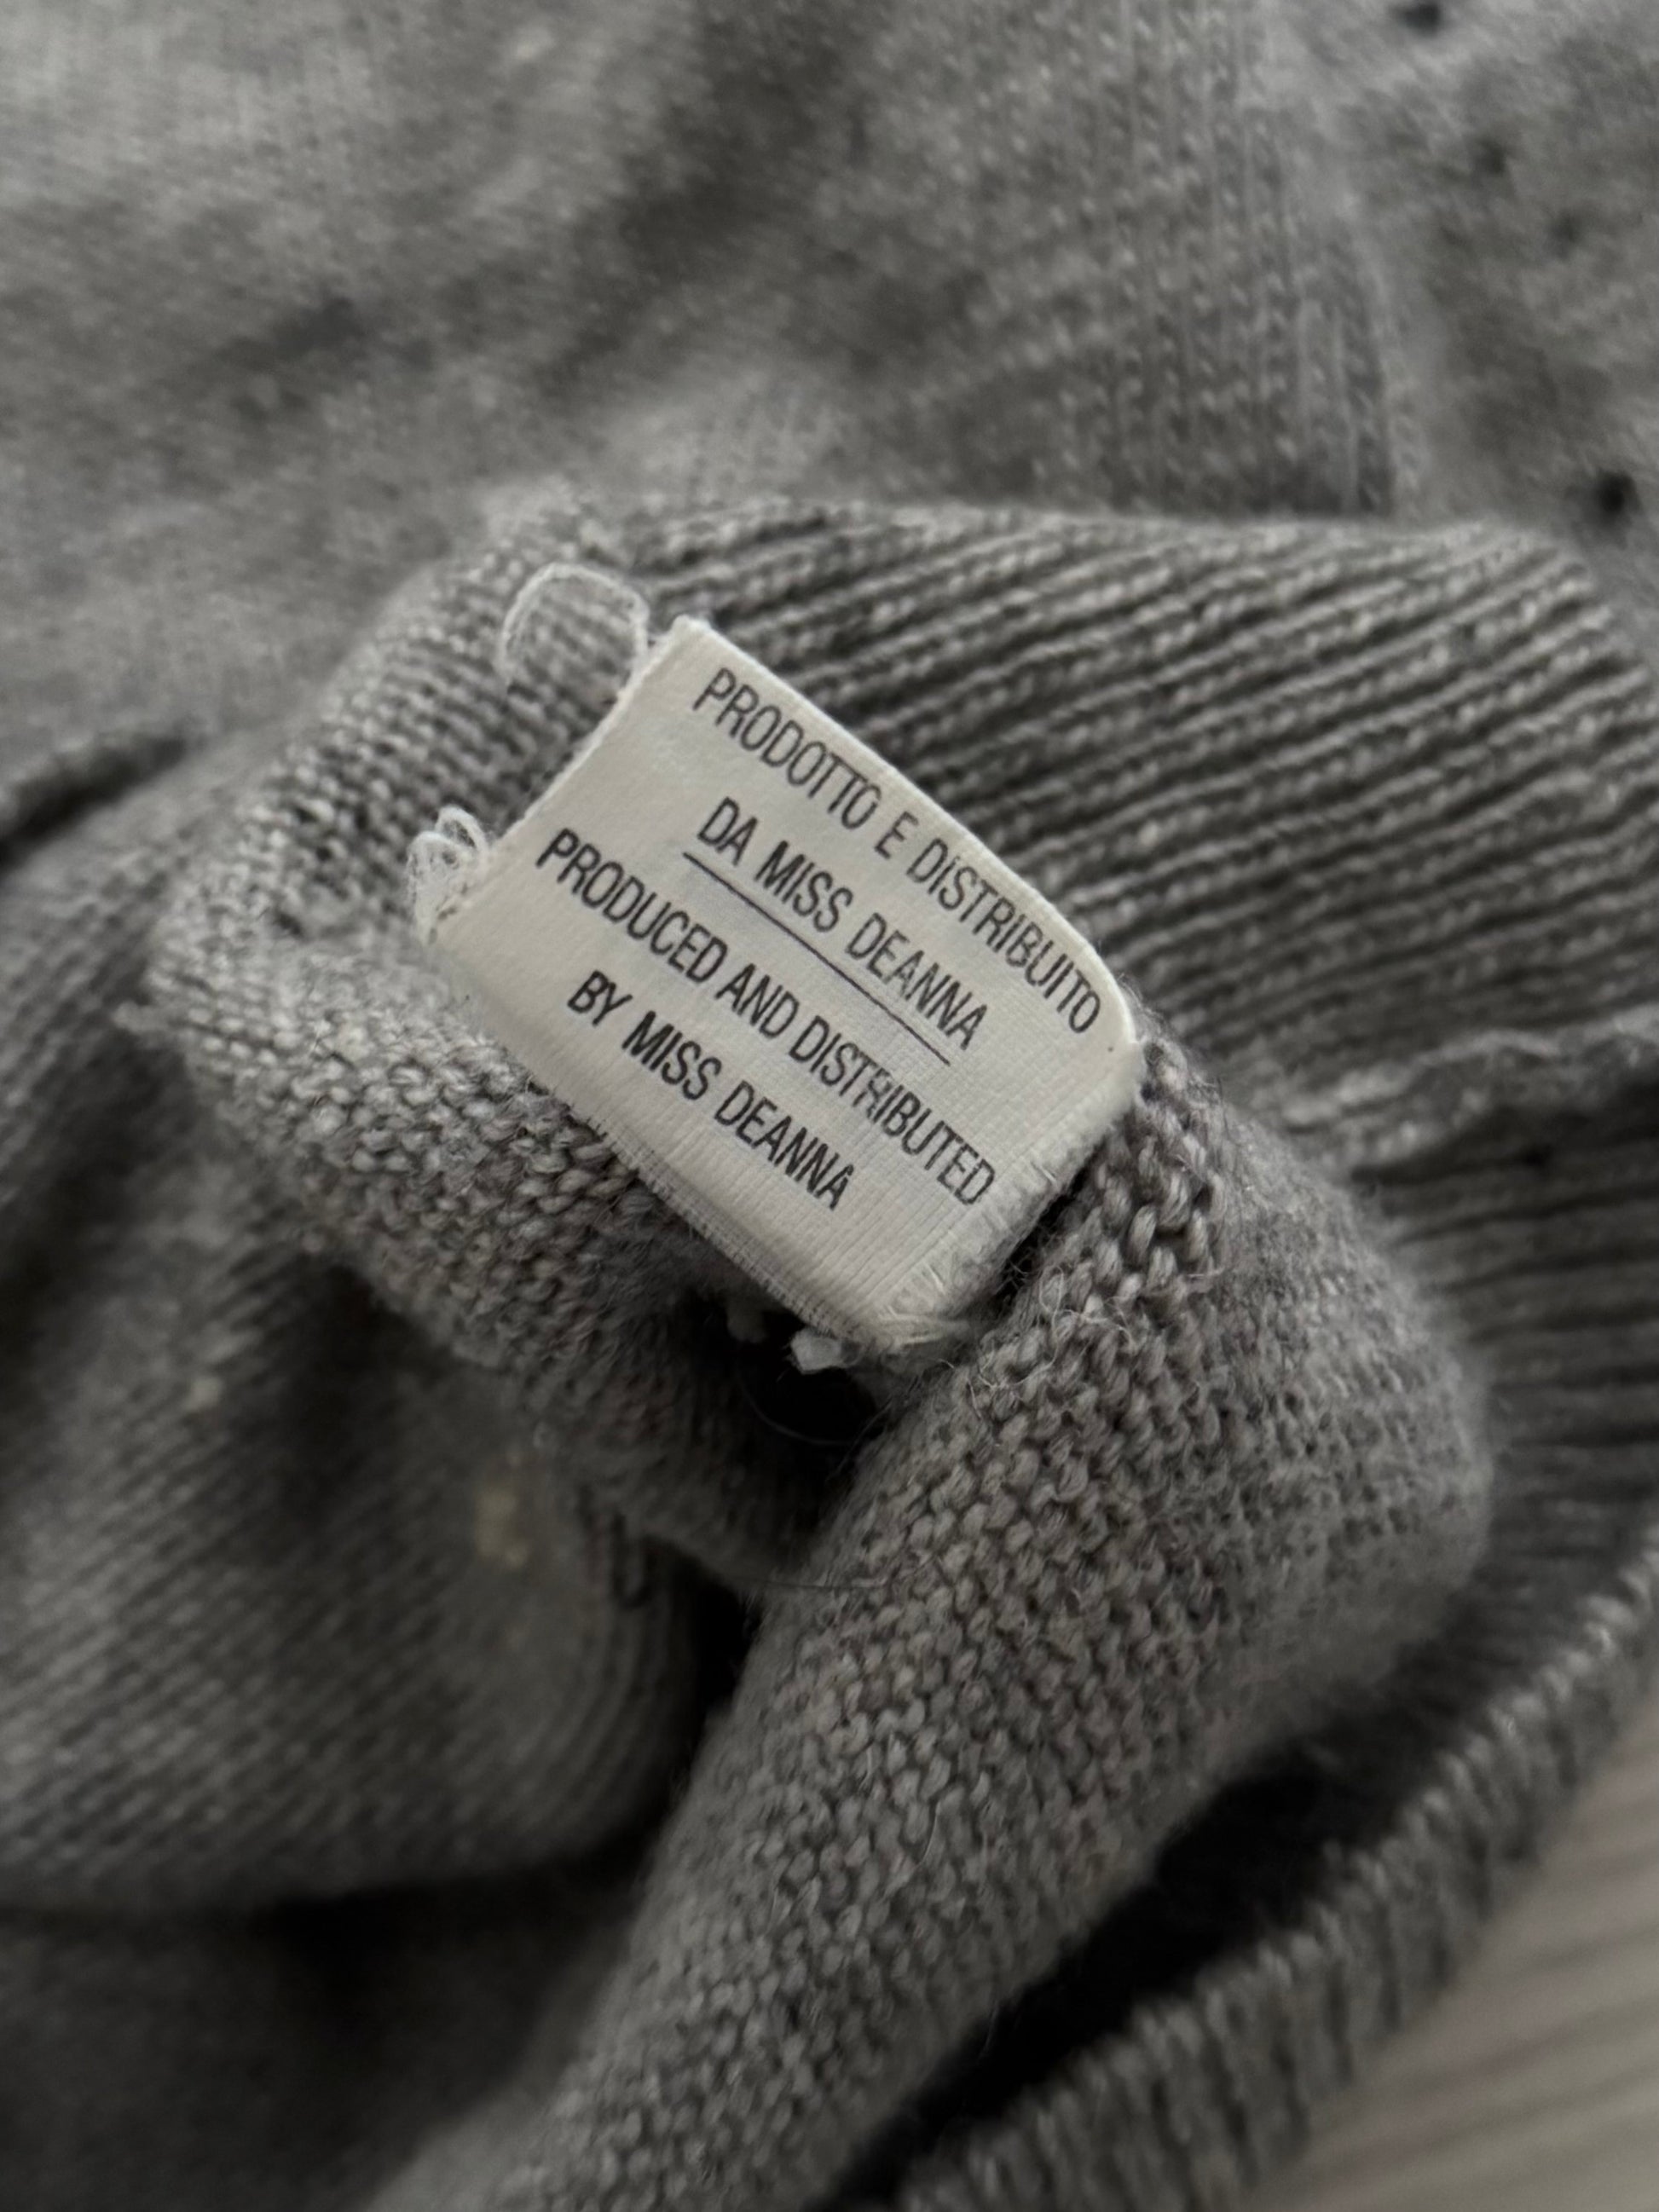 PRODOTTO E DISTRIBUITO
DA MISS DEANNA
PRODUCED AND DISTRIBUTED
BY MISS DEANNA